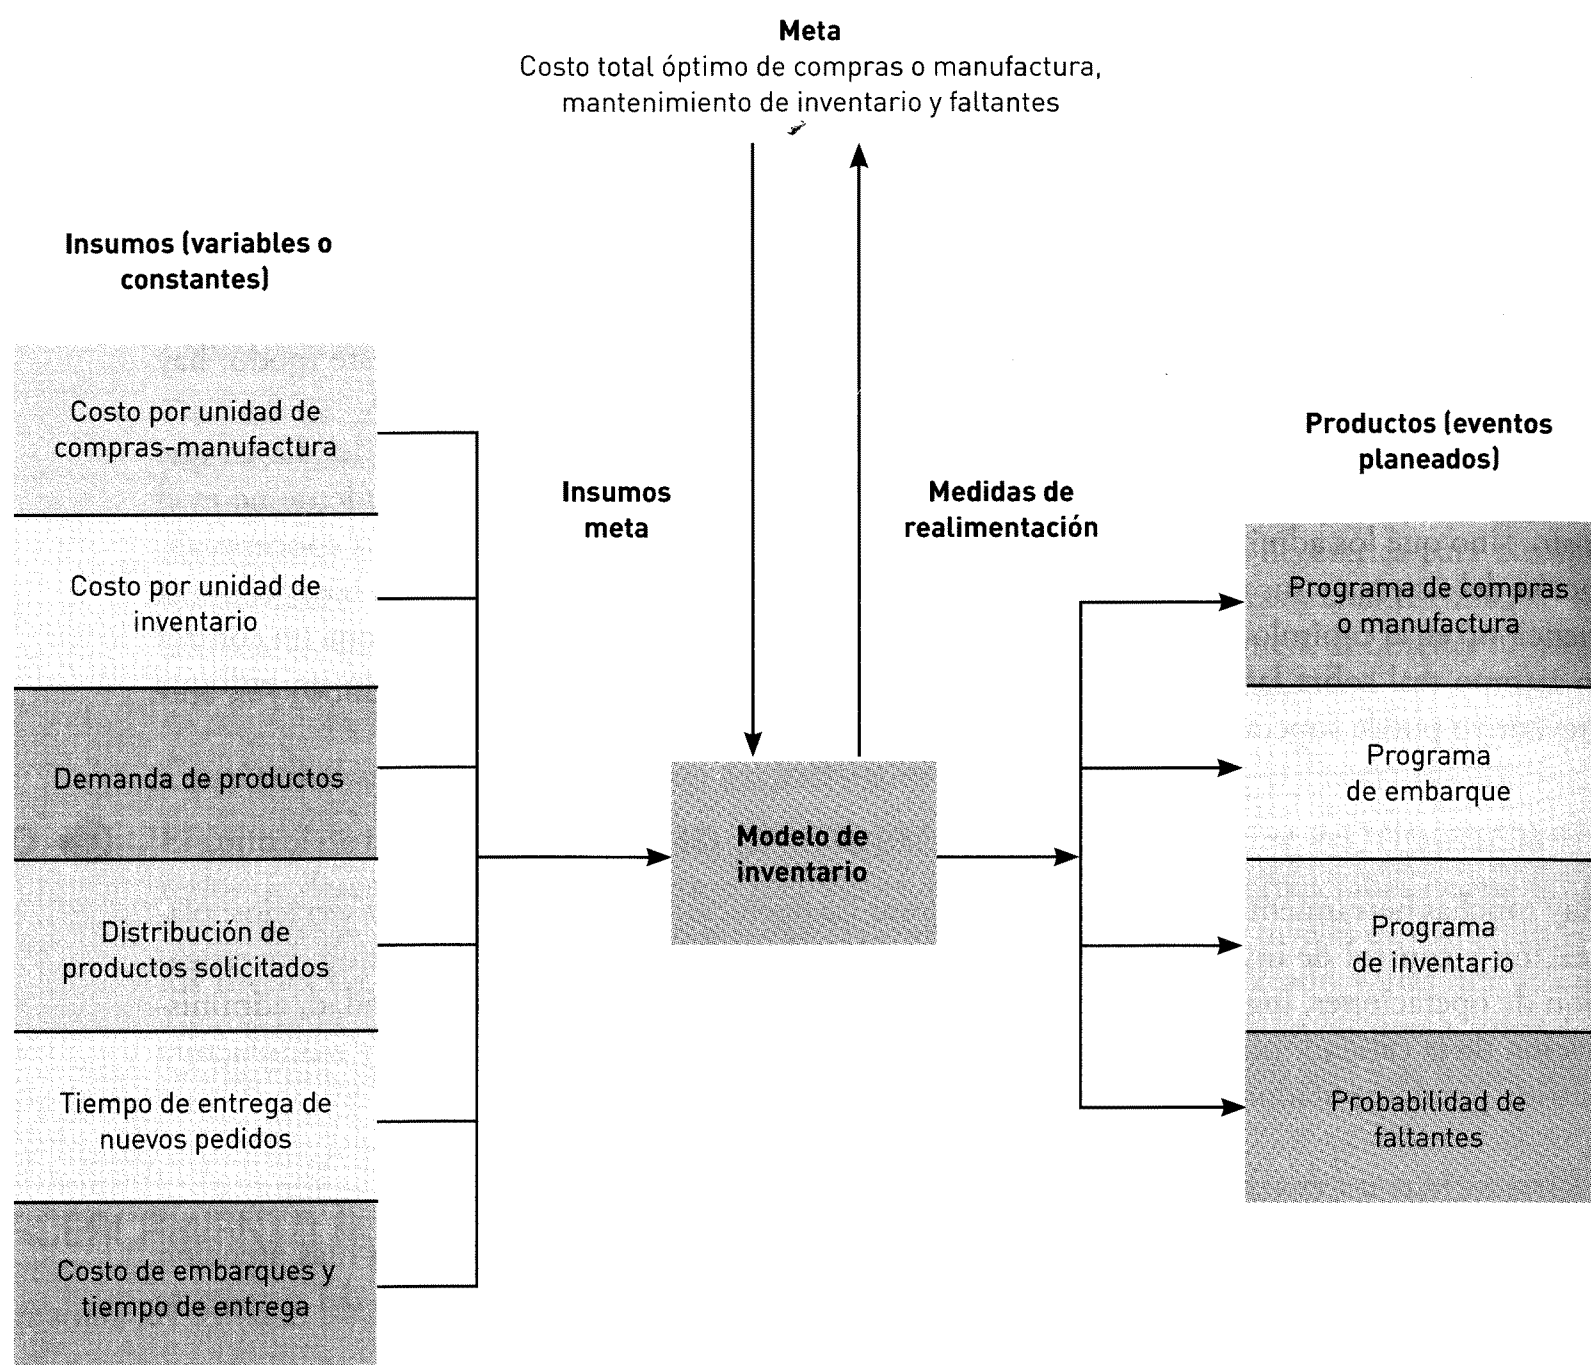 Meta
Costo total óptimo de compras o manufactura,
mantenimiento de inventario y faltantes
Insumos (variables o
constantes)
Costo por unidad de
compras-manufactura
Costo por unidad de
inventario
Demanda de productos
Distribución de
productos solicitados
Tiempo de entrega de
nuevos pedidos
Costo de embarques y
tiempo de entrega
Insumos
meta
Medidas de
realimentación
Modelo de
inventario
Productos (eventos
planeados)
Programa de compras
o manufactura
Programa
de embarque
Programa
de inventario
Probabilidad de
faltantes